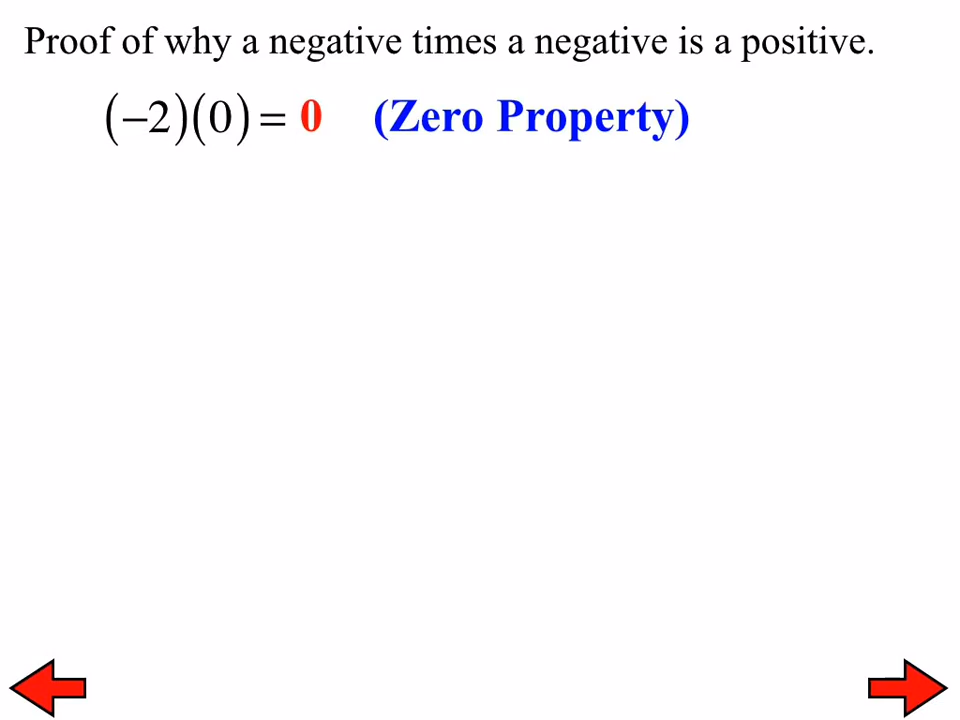 Proof of why a negative times a negative is a positive.
(−2)(0) = 0 (Zero Property)